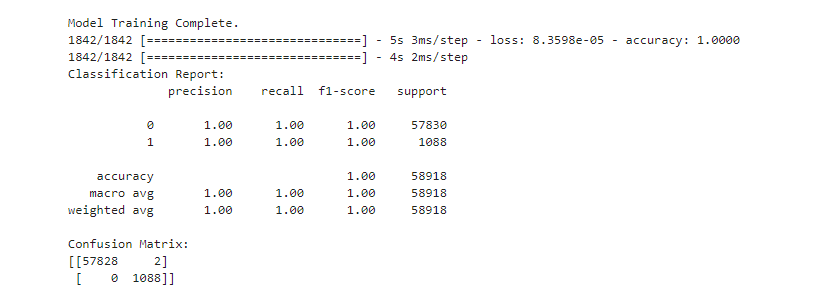 Model Training Complete.
1842/1842 [==============================] - 5s 3ms/step - loss: 8.3598e-05 - accuracy: 1.0000
1842/1842 [==============================] - 4s 2ms/step
Classification Report:
precision recall f1-score support
0 1.00 1.00 1.00 57830
1 1.00 1.00 1.00 1088
accuracy 1.00 58918
macro avg 1.00 1.00 1.00 58918
weighted avg 1.00 1.00 1.00 58918
Confusion Matrix:
[[57828 2]
[ 0 1088]]